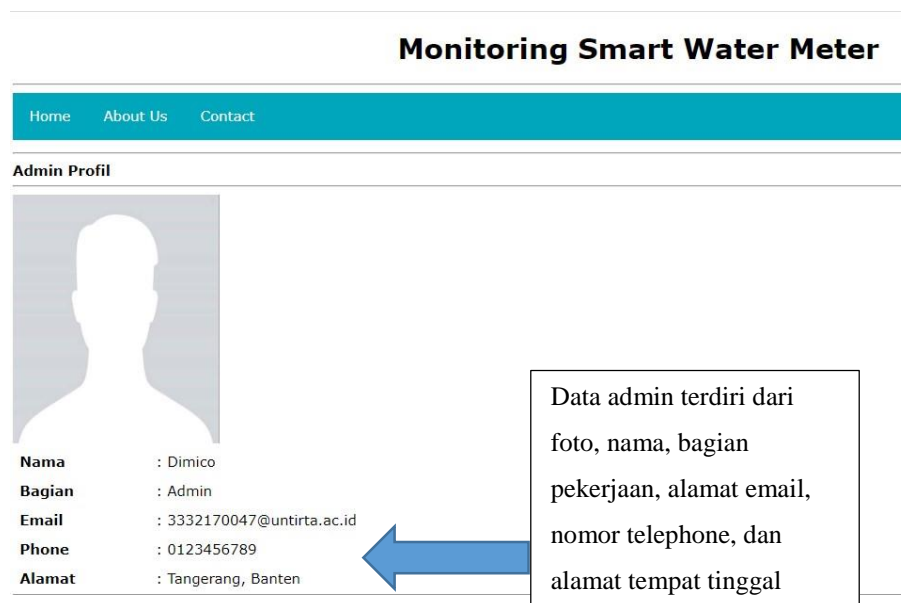 Monitoring Smart Water Meter
Home About Us Contact
Admin Profil
Nama : Dimico
Bagian : Admin
Email : 3332170047@untirta.ac.id
Phone : 0123456789
Alamat : Tangerang, Banten
Data admin terdiri dari
foto, nama, bagian
pekerjaan, alamat email,
nomor telephone, dan
alamat tempat tinggal